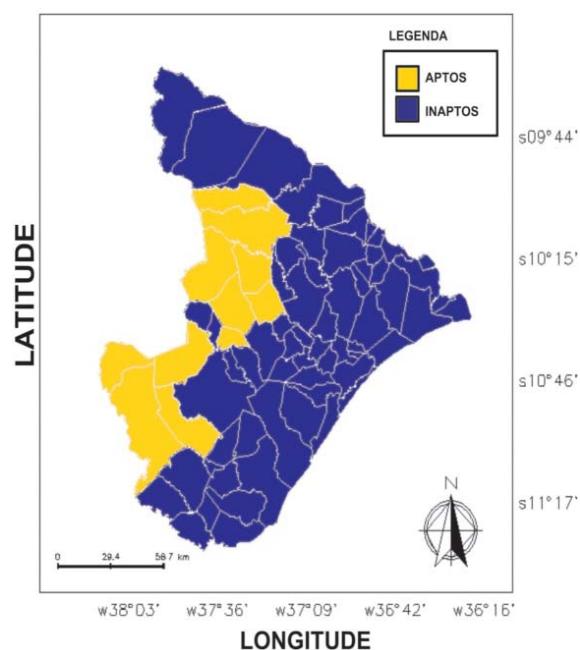 LEGENDA
APTOS
INAPTOS
s09°44'
s10°15'
s10°46'
s11°17'
LATITUDE
N
0 29,4 58.7 km
w38°03' w37°36' w37°09' w36°42' w36°16'
LONGITUDE